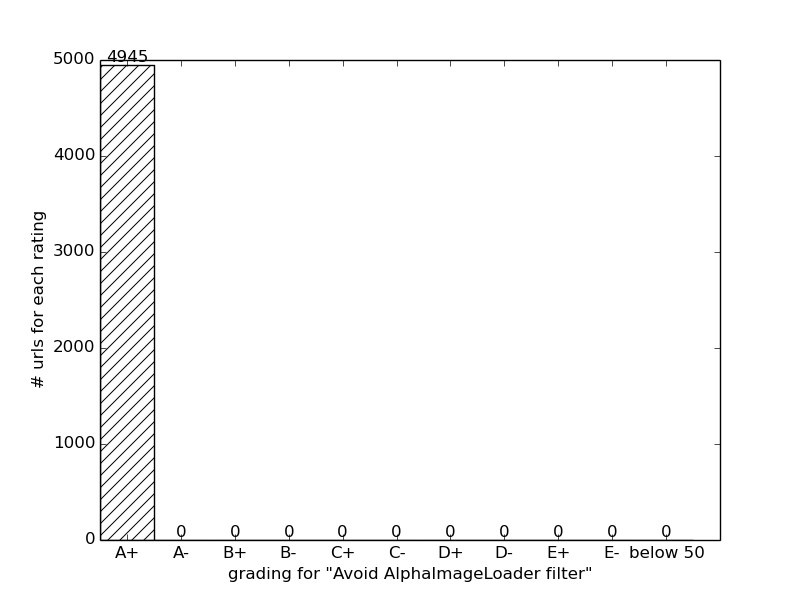 5000
4945
4000
3000
2000
1000
0
# urls for each rating
0 0 0 0 0 0 0 0 0 0
A+ A- B+ B- C+ C- D+ D- E+ E- below 50
grading for "Avoid AlphaImageLoader filter"